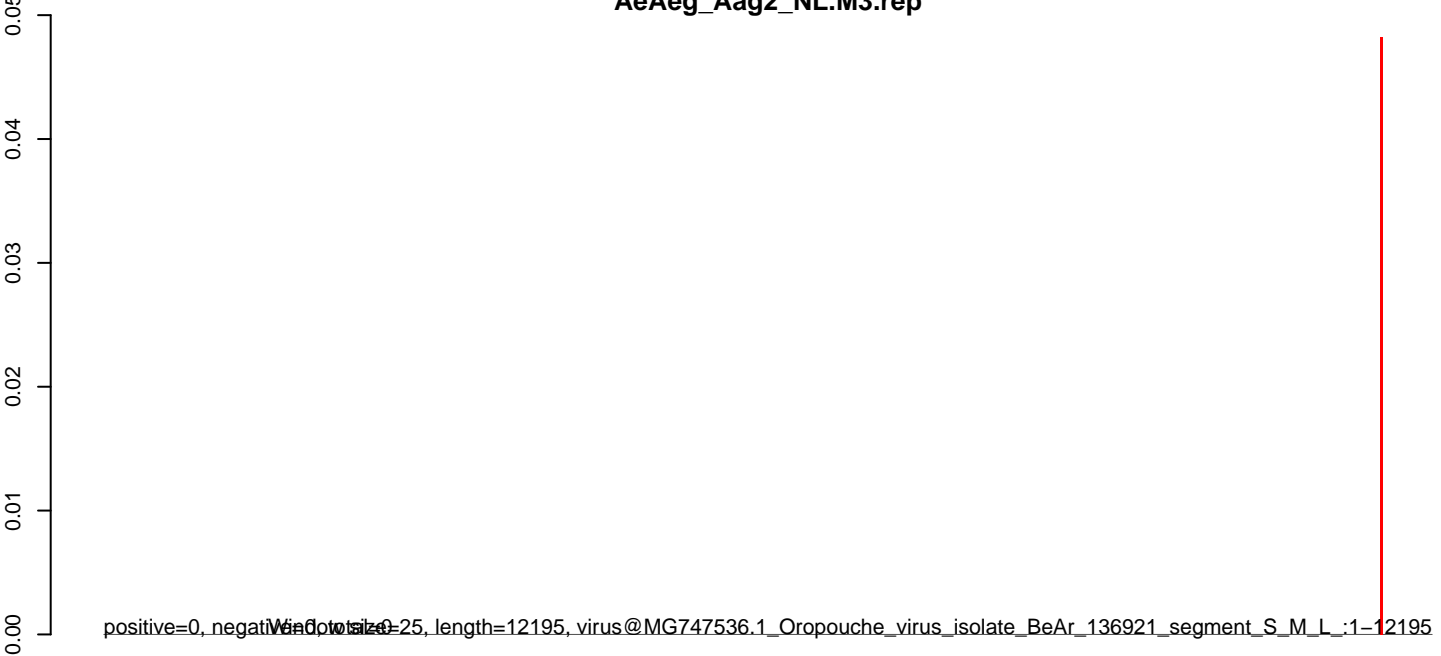 AeAeg_Aag2_NL.M3.rep
0.05
0.04
0.03
0.02
0.01
0.00
positive=0, negative=0, total=0
Window size=25, length=12195, virus@MG747536.1_Oropouche_virus_isolate_BeAr_136921_segment_S_M_L_:1−12195